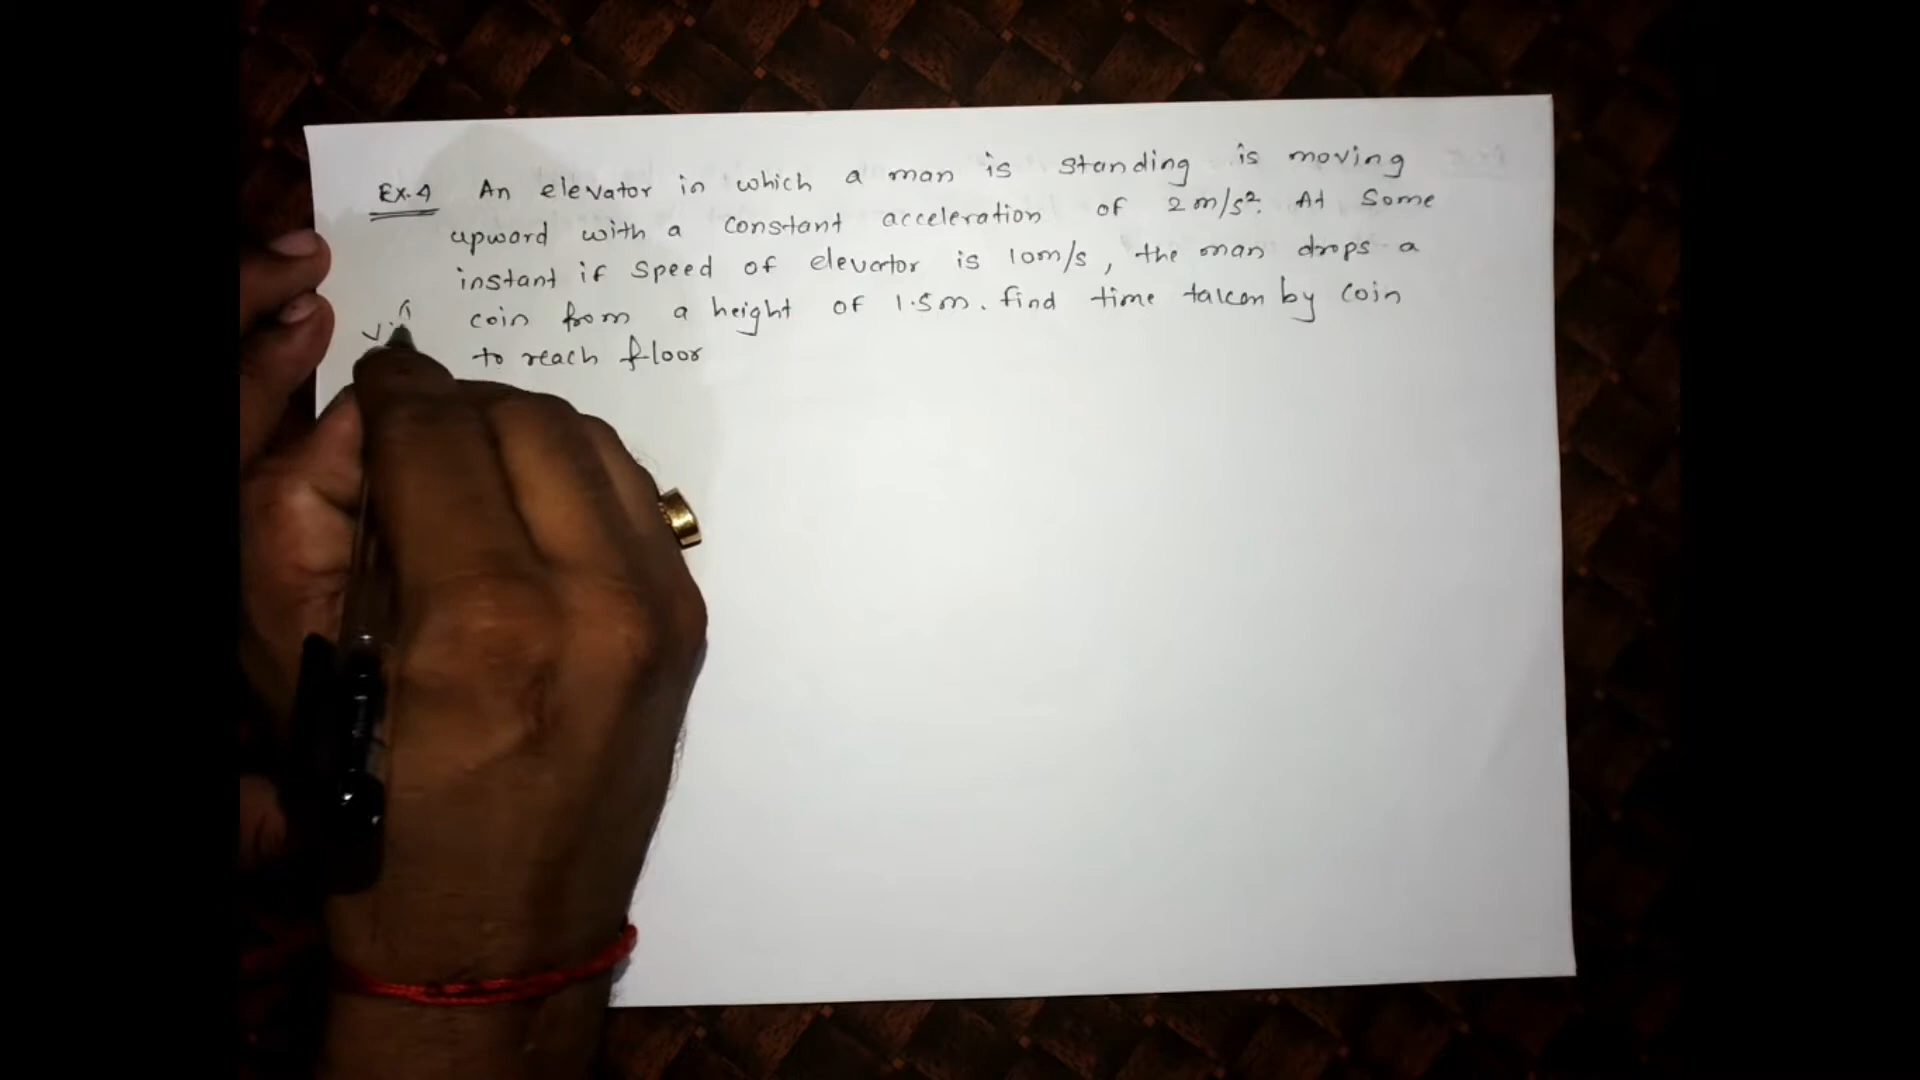 Ex.4 An elevator in which a man is standing is moving
upward with a constant acceleration of 2m/s². At some
instant if speed of elevator is 10m/s, the man drops a
coin from a height of 1.5m. find time taken by coin
to reach floor